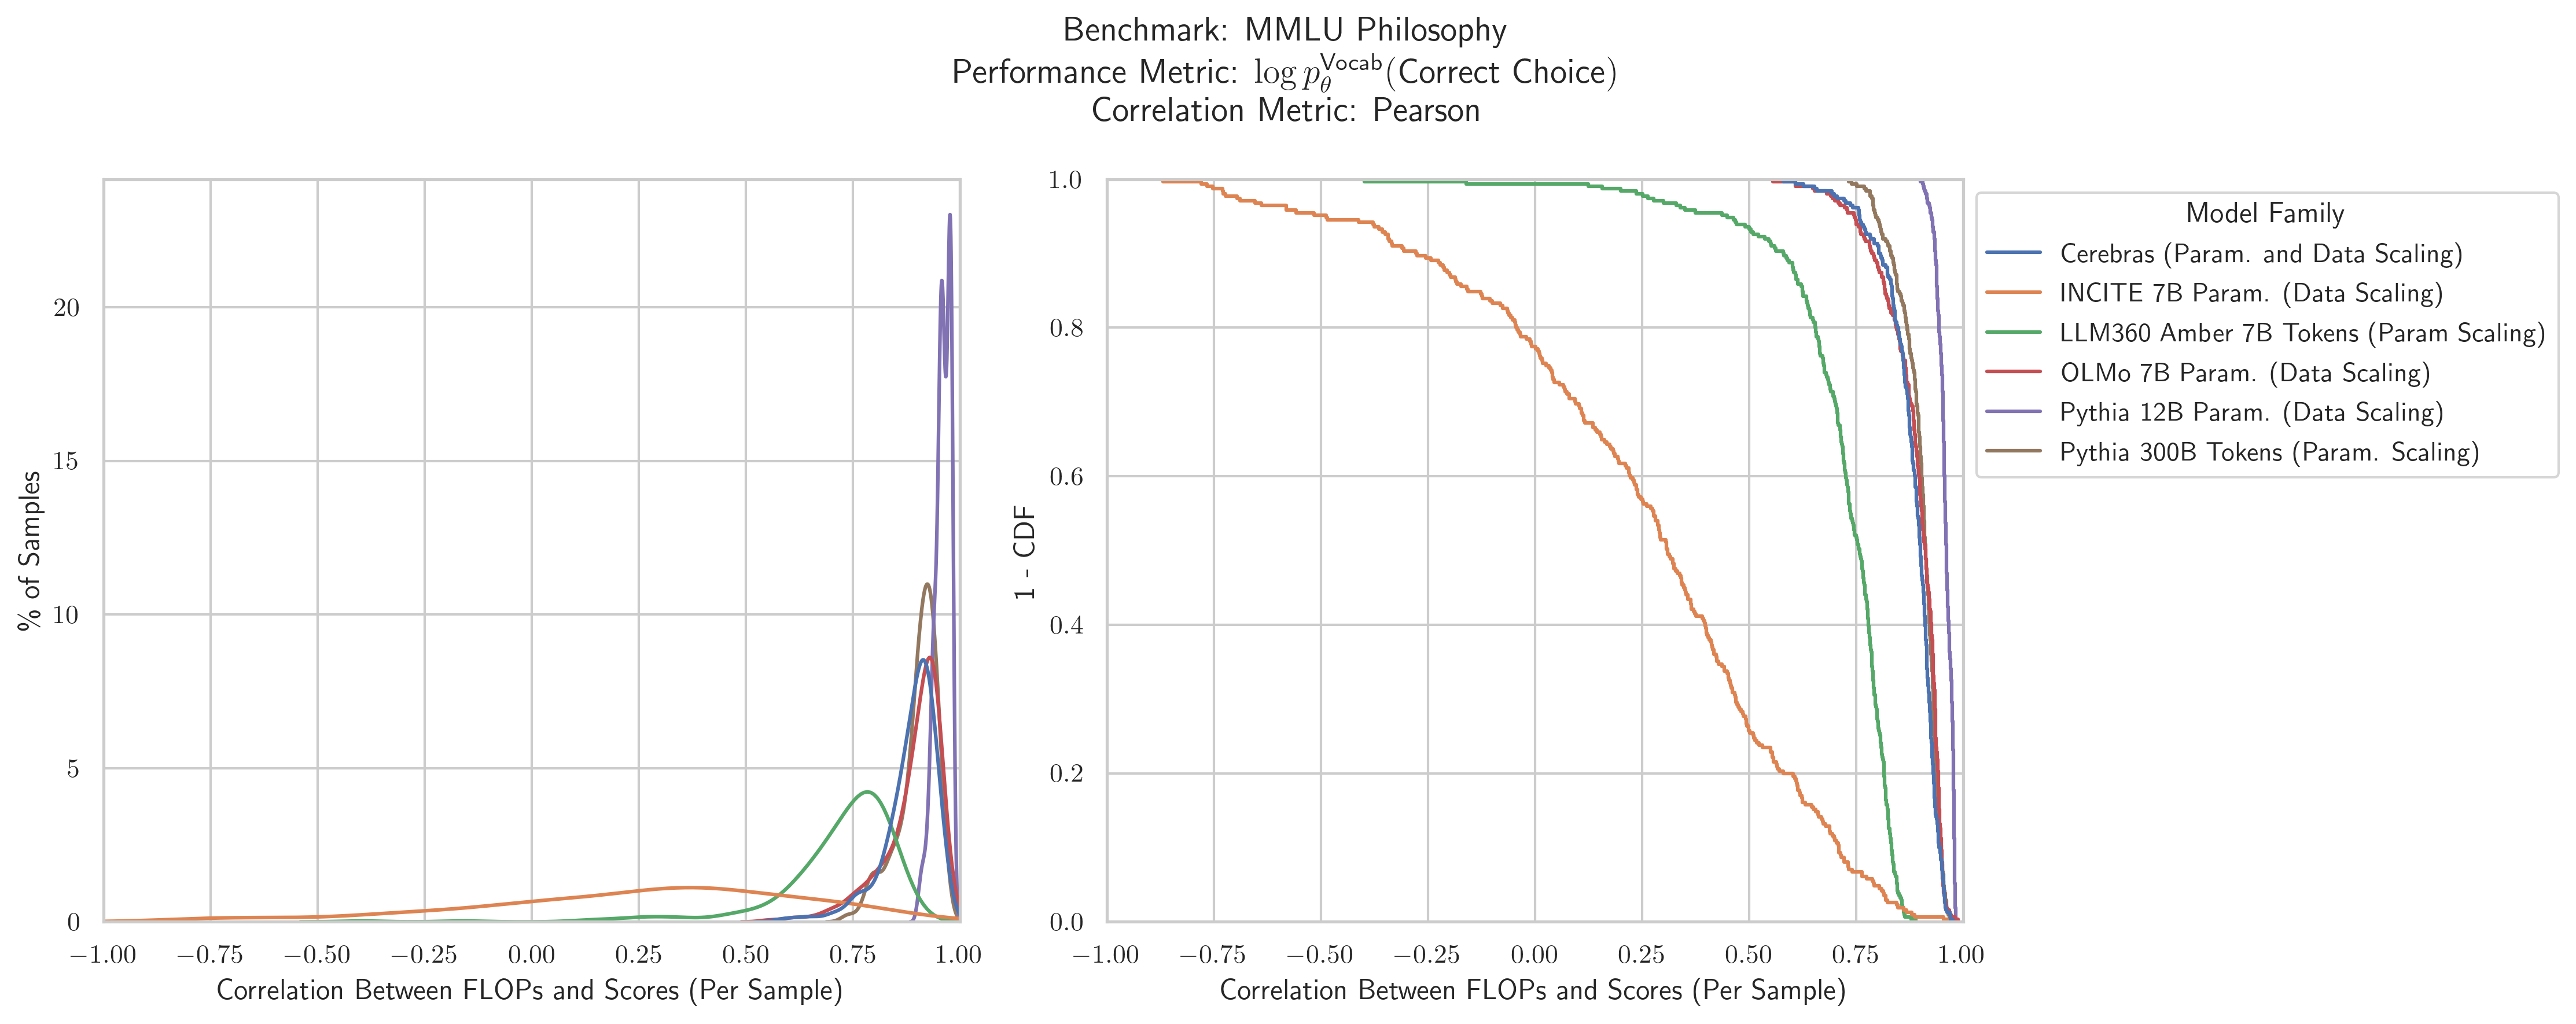 Benchmark: MMLU Philosophy
Performance Metric: log p_θ^Vocab(Correct Choice)
Correlation Metric: Pearson
% of Samples
20
15
10
5
0
−1.00 −0.75 −0.50 −0.25 0.00 0.25 0.50 0.75 1.00
Correlation Between FLOPs and Scores (Per Sample)
1 - CDF
1.0
0.8
0.6
0.4
0.2
0.0
−1.00 −0.75 −0.50 −0.25 0.00 0.25 0.50 0.75 1.00
Correlation Between FLOPs and Scores (Per Sample)
Model Family
Cerebras (Param. and Data Scaling)
INCITE 7B Param. (Data Scaling)
LLM360 Amber 7B Tokens (Param Scaling)
OLMo 7B Param. (Data Scaling)
Pythia 12B Param. (Data Scaling)
Pythia 300B Tokens (Param. Scaling)